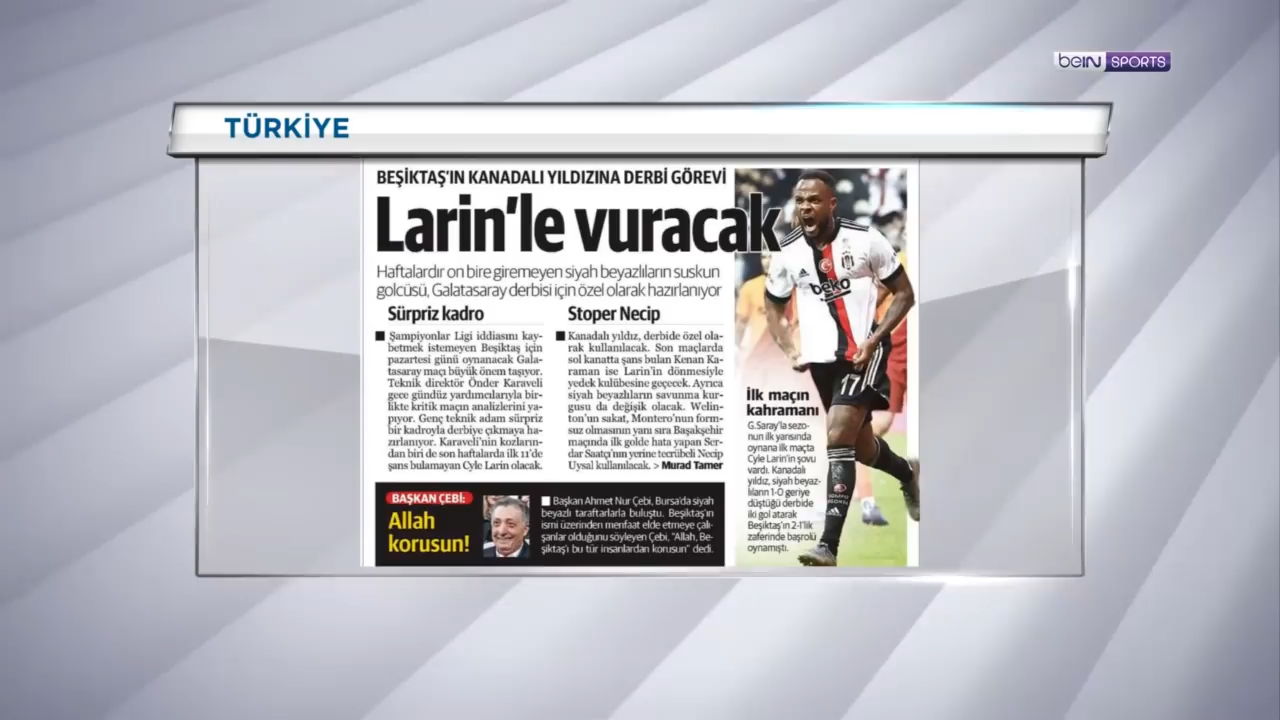 beIN SPORTS
TÜRKİYE
BEŞİKTAŞ'IN KANADALI YILDIZINA DERBİ GÖREVİ
Larin'le vuracak
Haftalardır on bire giremeyen siyah beyazlıların suskun
golcüsü, Galatasaray derbisi için özel olarak hazırlanıyor
Sürpriz kadro
Şampiyonlar Ligi iddiasını kay-
betmek istemeyen Beşiktaş için
pazartesi günü oynanacak Gala-
tasaray maçı büyük önem taşıyor.
Teknik direktör Önder Karaveli
gece gündüz yardımcılarıyla bir-
likte kritik maçın analizlerini ya-
pıyor. Genç teknik adam sürpriz
bir kadroyla derbiye çıkmaya ha-
zırlanıyor. Karaveli'nin kozların-
dan biri de son haftalarda ilk 11'de
şans bulamayan Cyle Larin olacak.
Stoper Necip
Kanadalı yıldız, derbide özel ola-
rak kullanılacak. Son maçlarda
sol kanatta şans bulan Kenan Ka-
raman ise Larin'in dönmesiyle
yedek kulübesine geçecek. Ayrıca
siyah beyazlıların savunma kur-
gusu da değişik olacak. Welin-
ton'un sakat, Montero'nun form-
suz olmasının yanı sıra Başakşehir
maçında ilk golde hata yapan Ser-
dar Saatçı'nın yerine tecrübeli Necip
Uysal kullanılacak. > Murad Tamer
beko
17
İlk maçın
kahramanı
G.Saray'la sezo-
nun ilk yarısında
oynana ilk maçta
Cyle Larin'in şovu
vardı. Kanadalı
yıldız, siyah beyaz-
lıların 1-0 geriye
düştüğü derbide
iki gol atarak
Beşiktaş'ın 2-1'lik
zaferinde başrolü
oynamıştı.
BAŞKAN ÇEBİ:
Allah
korusun!
Başkan Ahmet Nur Çebi, Bursa'da siyah
beyazlı taraftarlarla buluştu. Beşiktaş'ın
ismi üzerinden menfaat elde etmeye çalı-
şanlar olduğunu söyleyen Çebi, "Allah, Be-
şiktaş'ı bu tür insanlardan korusun" dedi.